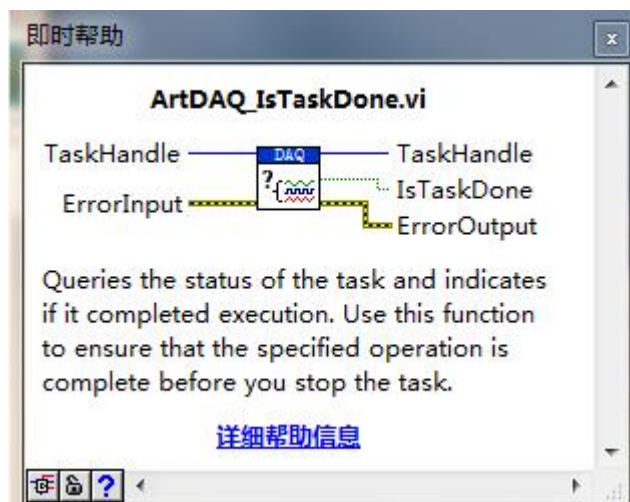 即时帮助
x
ArtDAQ_IsTaskDone.vi
TaskHandle DAQ TaskHandle
? IsTaskDone
ErrorInput ErrorOutput
Queries the status of the task and indicates
if it completed execution. Use this function
to ensure that the specified operation is
complete before you stop the task.
详细帮助信息
?